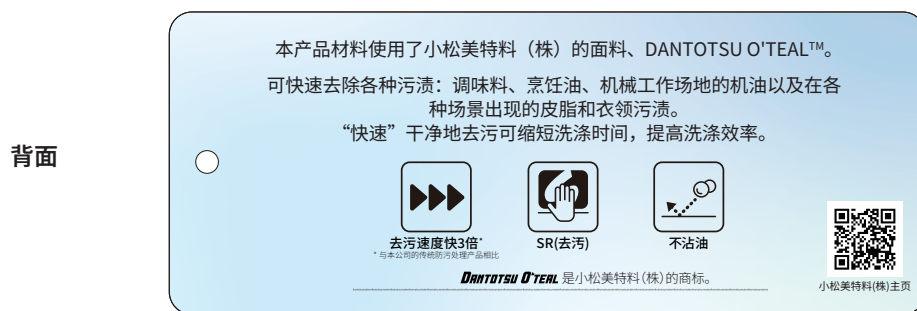 背面
本产品材料使用了小松美特料（株）的面料、DANTOTSU O'TEAL™。
可快速去除各种污渍：调味料、烹饪油、机械工作场地的机油以及在各
种场景出现的皮脂和衣领污渍。
“快速”干净地去污可缩短洗涤时间，提高洗涤效率。
去污速度快3倍*
SR(去污)
不沾油
* 与本公司的传统防污处理产品相比
DANTOTSU O'TEAL 是小松美特料(株)的商标。
小松美特料(株)主页